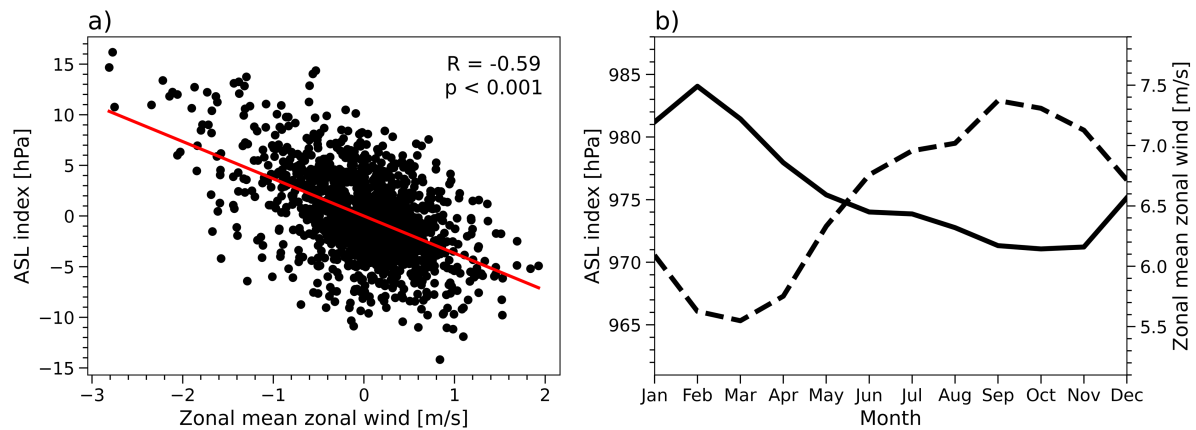 a)
R = -0.59
p < 0.001
ASL index [hPa]
15
10
5
0
−5
−10
−15
−3 −2 −1 0 1 2
Zonal mean zonal wind [m/s]
b)
ASL index [hPa]
985
980
975
970
965
7.5
7.0
6.5
6.0
5.5
Zonal mean zonal wind [m/s]
Jan Feb Mar Apr May Jun Jul Aug Sep Oct Nov Dec
Month